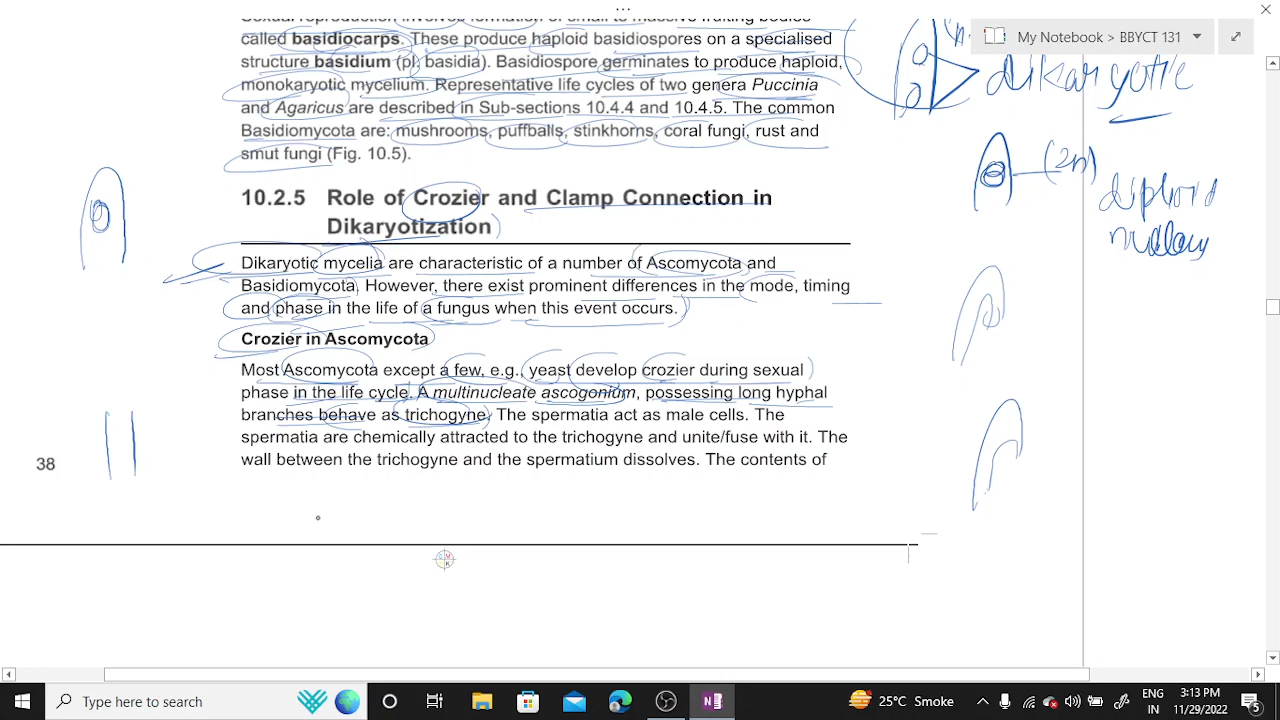 Sexual reproduction involves formation of small to massive fruiting bodies
called basidiocarps. These produce haploid basidiospores on a specialised
structure basidium (pl. basidia). Basidiospore germinates to produce haploid,
monokaryotic mycelium. Representative life cycles of two genera Puccinia
and Agaricus are described in Sub-sections 10.4.4 and 10.4.5. The common
Basidiomycota are: mushrooms, puffballs, stinkhorns, coral fungi, rust and
smut fungi (Fig. 10.5).
My Notebook > BBYCT 131
dikaryotic
(2n)
diploid
10.2.5 Role of Crozier and Clamp Connection in
Dikaryotization
Dikaryotic mycelia are characteristic of a number of Ascomycota and
Basidiomycota. However, there exist prominent differences in the mode, timing
and phase in the life of a fungus when this event occurs.
Crozier in Ascomycota
Most Ascomycota except a few, e.g., yeast develop crozier during sexual
phase in the life cycle. A multinucleate ascogonium, possessing long hyphal
branches behave as trichogyne. The spermatia act as male cells. The
spermatia are chemically attracted to the trichogyne and unite/fuse with it. The
wall between the trichogyne and the spermatium dissolves. The contents of
38
C M
K
Type here to search
25°C Smoke
ENG
IN
3:13 PM
11/29/2022
5